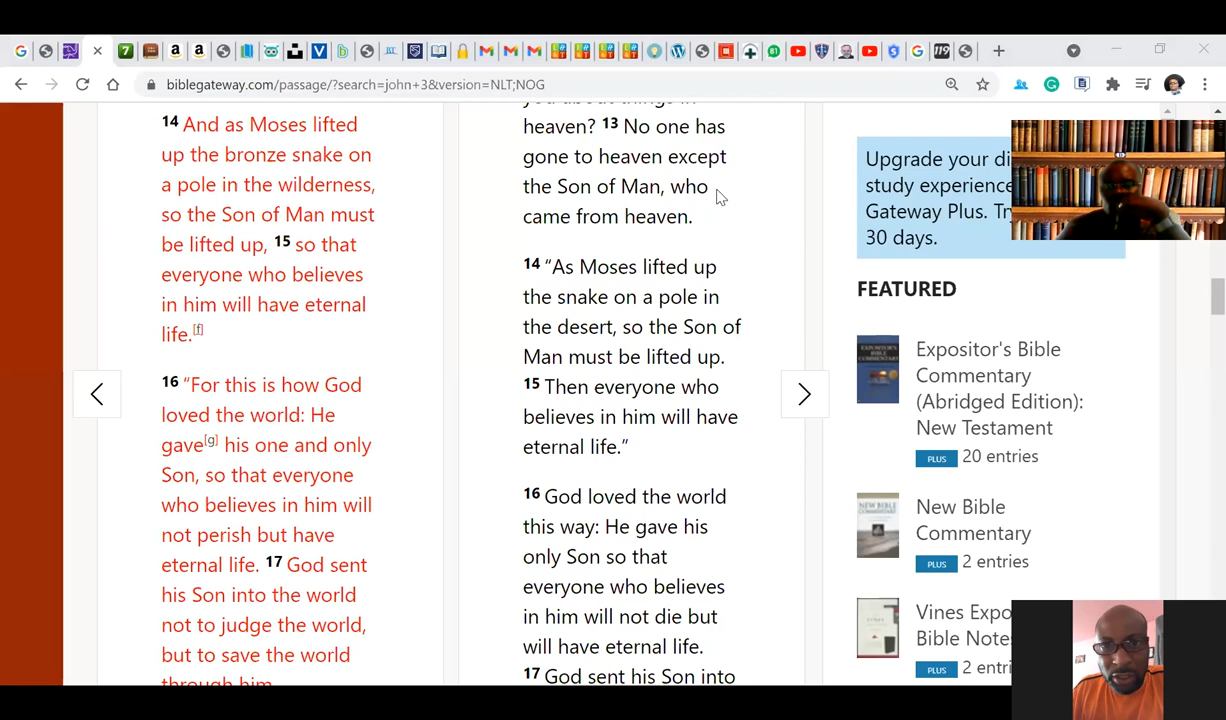 biblegateway.com/passage/?search=john+3&version=NLT;NOG
14 And as Moses lifted
up the bronze snake on
a pole in the wilderness,
so the Son of Man must
be lifted up, 15 so that
everyone who believes
in him will have eternal
life.[f]
16 “For this is how God
loved the world: He
gave[g] his one and only
Son, so that everyone
who believes in him will
not perish but have
eternal life. 17 God sent
his Son into the world
not to judge the world,
but to save the world
through him.
you about things in
heaven? 13 No one has
gone to heaven except
the Son of Man, who
came from heaven.
14 “As Moses lifted up
the snake on a pole in
the desert, so the Son of
Man must be lifted up.
15 Then everyone who
believes in him will have
eternal life.”
16 God loved the world
this way: He gave his
only Son so that
everyone who believes
in him will not die but
will have eternal life.
17 God sent his Son into
Upgrade your di
study experience
Gateway Plus. T
30 days.
FEATURED
Expositor's Bible
Commentary
(Abridged Edition):
New Testament
PLUS 20 entries
New Bible
Commentary
PLUS 2 entries
Vines Expo
Bible Note
PLUS 2 entri